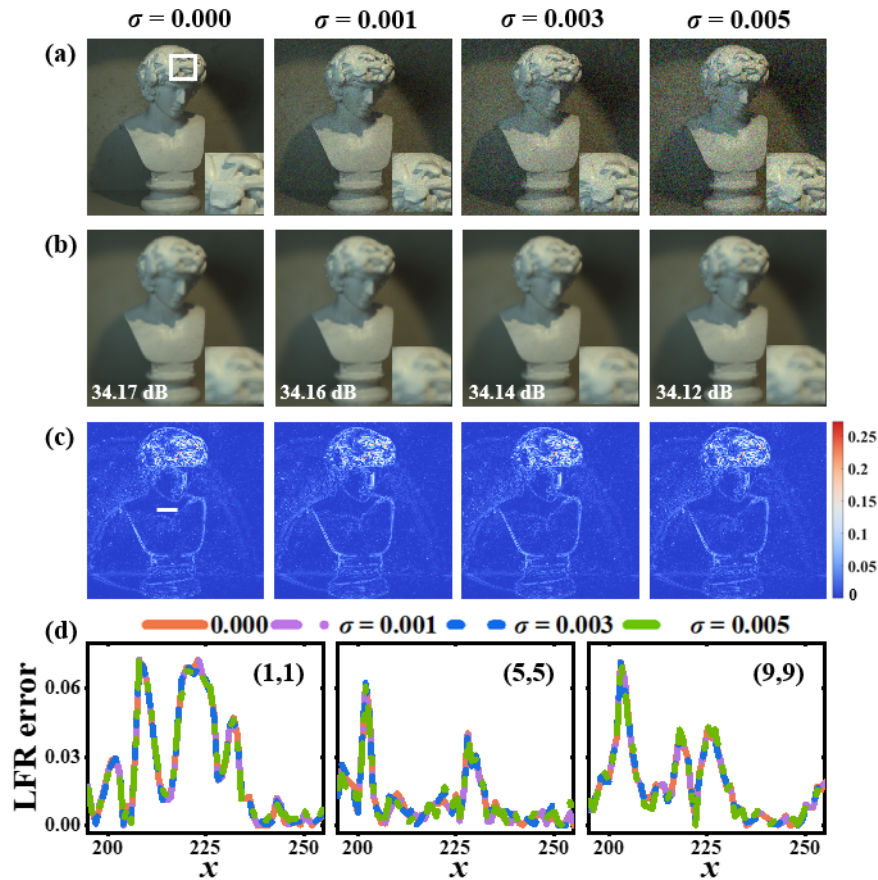 σ = 0.000 σ = 0.001 σ = 0.003 σ = 0.005
(a)
(b)
34.17 dB 34.16 dB 34.14 dB 34.12 dB
(c)
0.25
0.2
0.15
0.1
0.05
0
(d) 0.000 σ = 0.001 σ = 0.003 σ = 0.005
(1,1) (5,5) (9,9)
LFR error
0.06
0.03
0.00
200 225 250 200 225 250 200 225 250
x x x